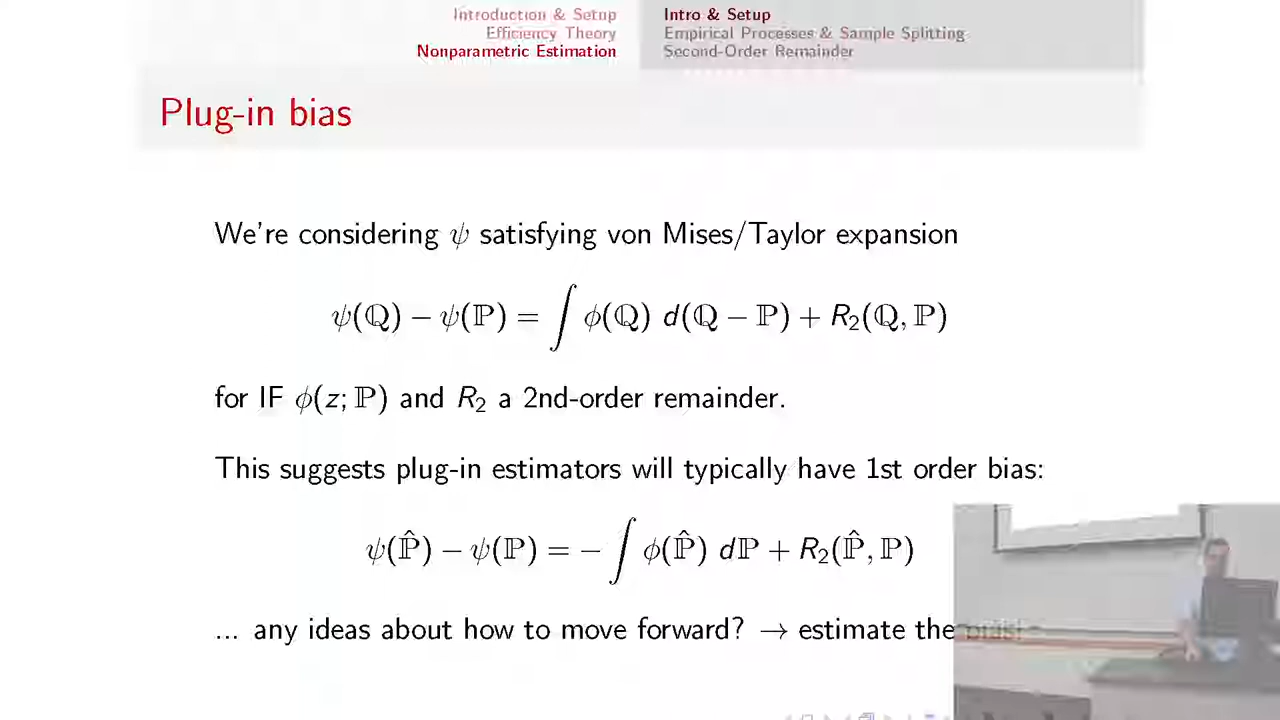 Introduction & Setup
Efficiency Theory
Nonparametric Estimation
Intro & Setup
Empirical Processes & Sample Splitting
Second-Order Remainder
Plug-in bias
We're considering ψ satisfying von Mises/Taylor expansion
ψ(ℚ) − ψ(ℙ) = ∫ ϕ(ℚ) d(ℚ − ℙ) + R₂(ℚ, ℙ)
for IF ϕ(z; ℙ) and R₂ a 2nd-order remainder.
This suggests plug-in estimators will typically have 1st order bias:
ψ(ℙ̂) − ψ(ℙ) = − ∫ ϕ(ℙ̂) dℙ + R₂(ℙ̂, ℙ)
... any ideas about how to move forward? → estimate the